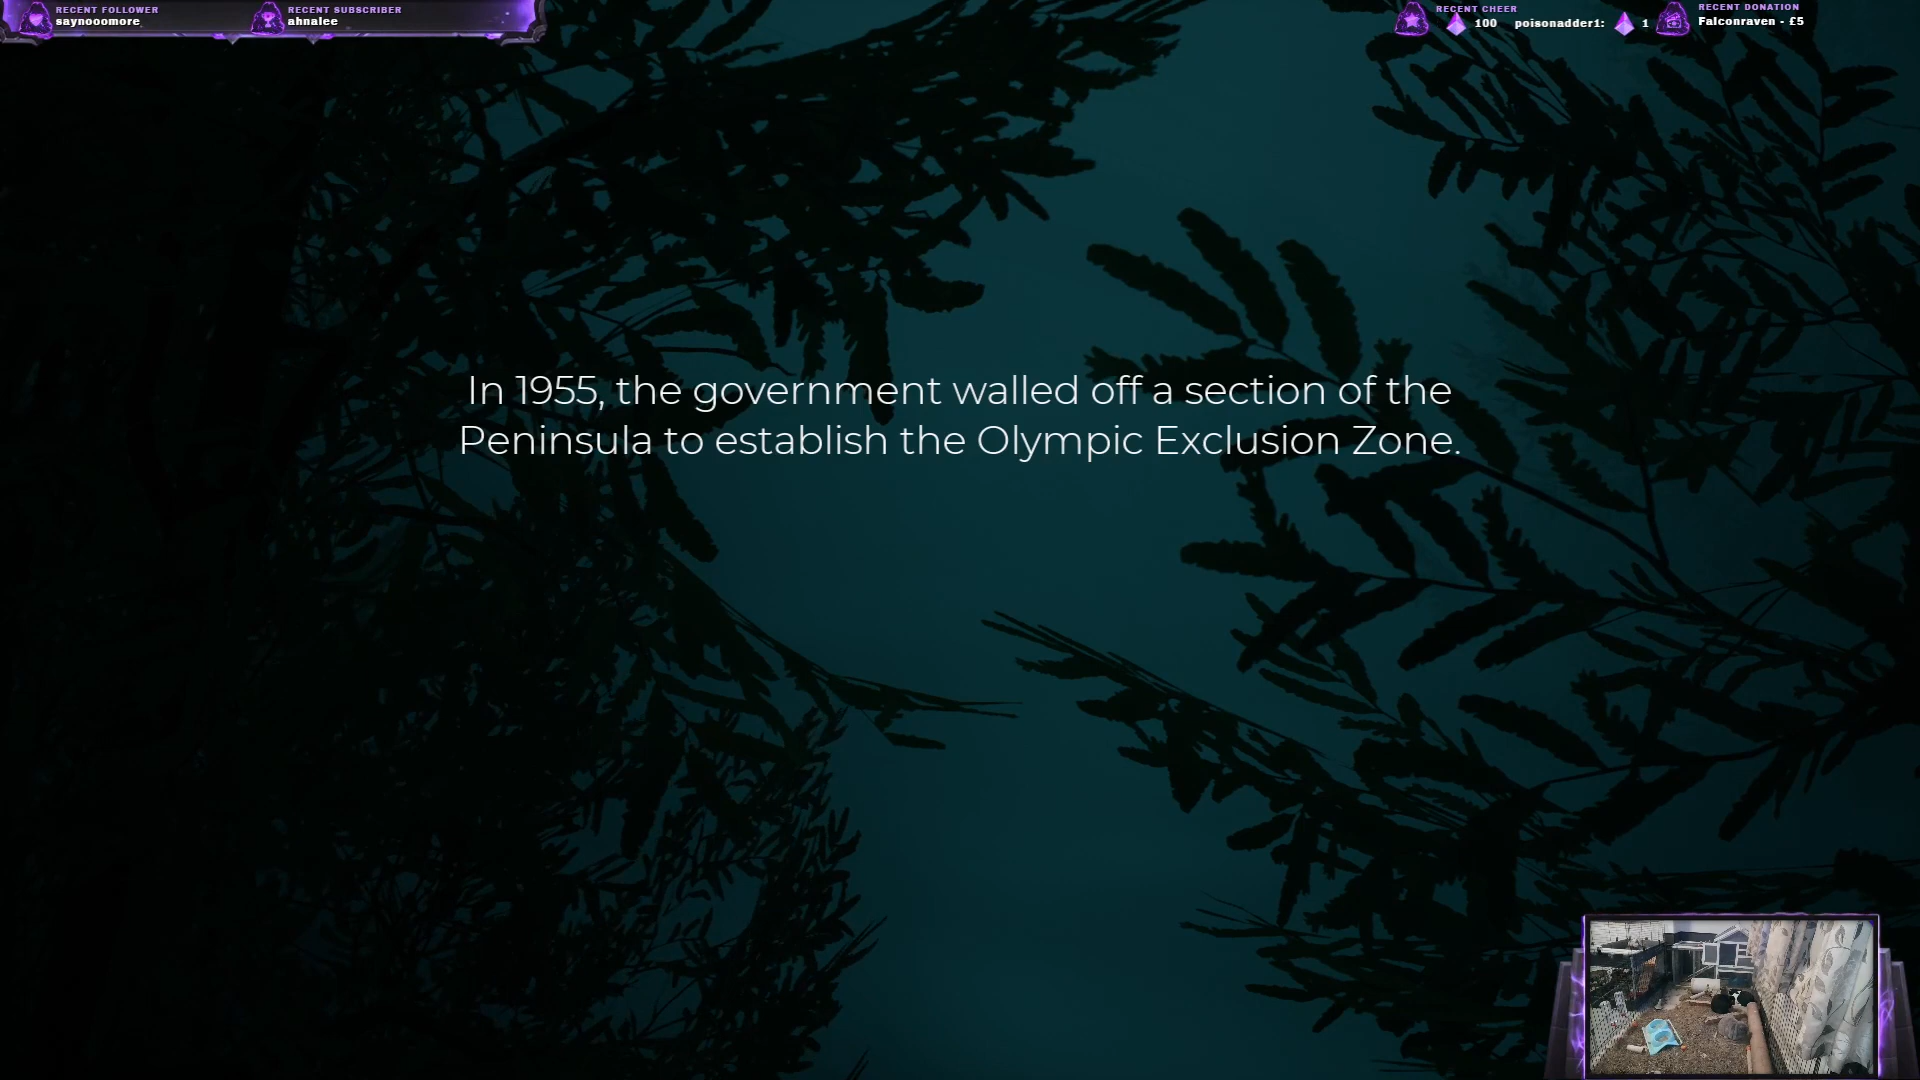 RECENT FOLLOWER
saynooomore
RECENT SUBSCRIBER
ahnalee
RECENT CHEER
100 poisonadder1: 1
RECENT DONATION
Falconraven - £5
In 1955, the government walled off a section of the
Peninsula to establish the Olympic Exclusion Zone.